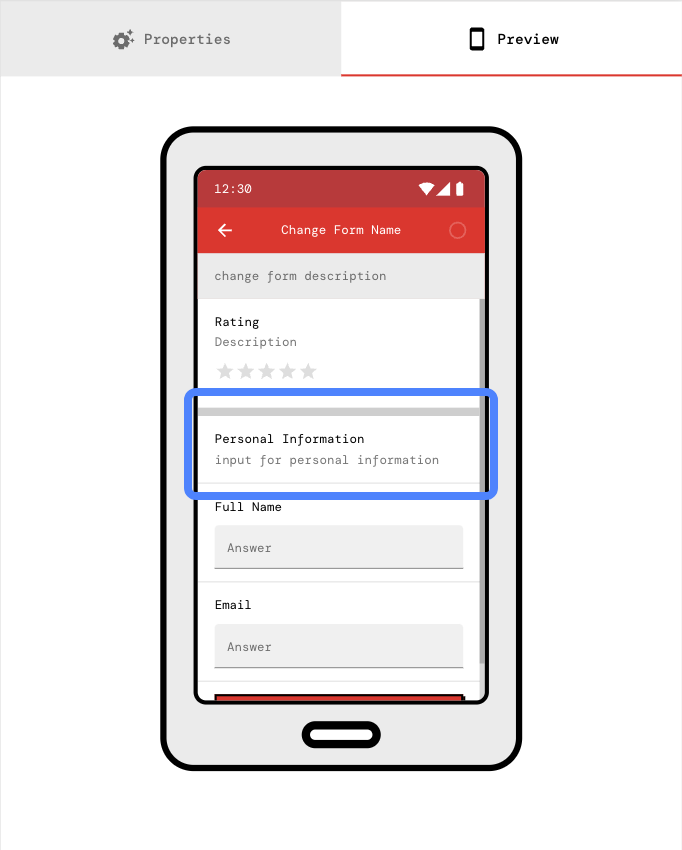 Properties
Preview
12:30
Change Form Name
change form description
Rating
Description
Personal Information
input for personal information
Full Name
Answer
Email
Answer